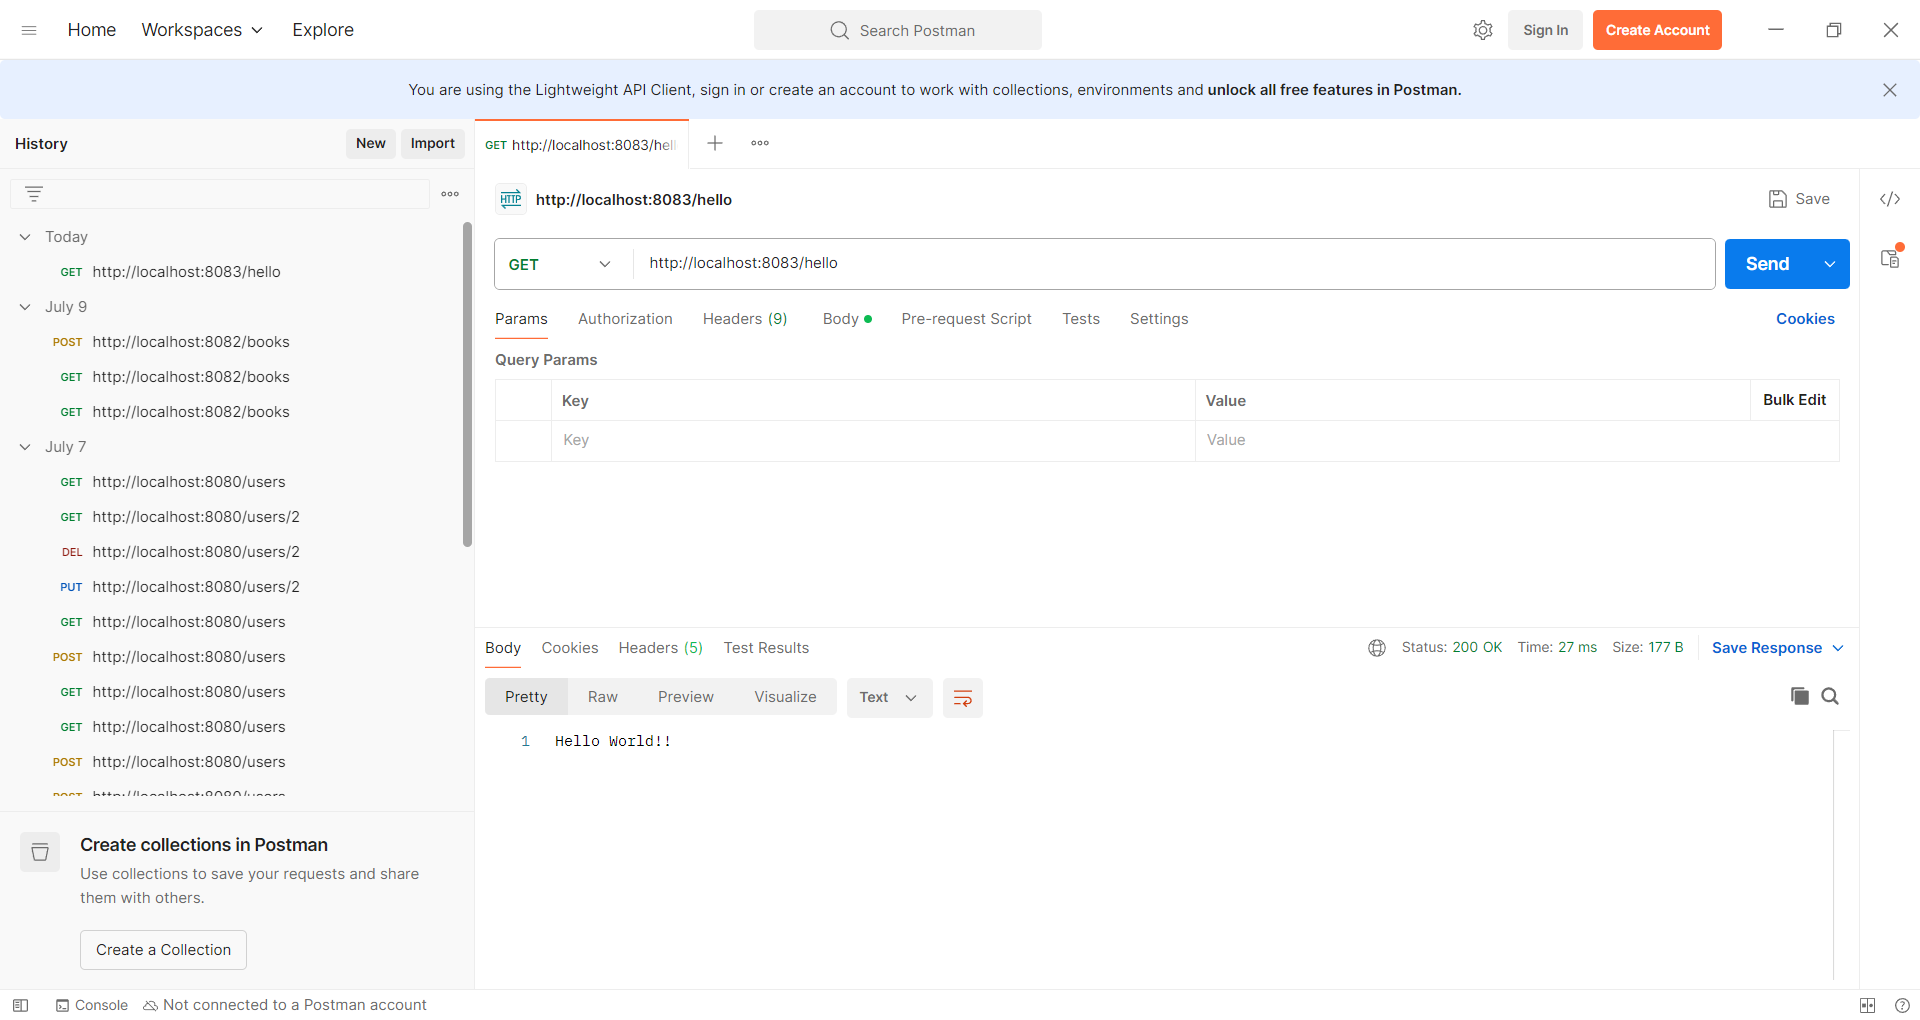 Home Workspaces Explore Search Postman Sign In Create Account
You are using the Lightweight API Client, sign in or create an account to work with collections, environments and unlock all free features in Postman.
History New Import
Today
GET http://localhost:8083/hello
July 9
POST http://localhost:8082/books
GET http://localhost:8082/books
GET http://localhost:8082/books
July 7
GET http://localhost:8080/users
GET http://localhost:8080/users/2
DEL http://localhost:8080/users/2
PUT http://localhost:8080/users/2
GET http://localhost:8080/users
POST http://localhost:8080/users
GET http://localhost:8080/users
GET http://localhost:8080/users
POST http://localhost:8080/users
POST http://localhost:8080/users
Create collections in Postman
Use collections to save your requests and share
them with others.
Create a Collection
GET http://localhost:8083/hell
HTTP http://localhost:8083/hello Save
GET http://localhost:8083/hello Send
Params Authorization Headers (9) Body Pre-request Script Tests Settings Cookies
Query Params
Key Value Bulk Edit
Key Value
Body Cookies Headers (5) Test Results Status: 200 OK Time: 27 ms Size: 177 B Save Response
Pretty Raw Preview Visualize Text
1 Hello World!!
Console Not connected to a Postman account